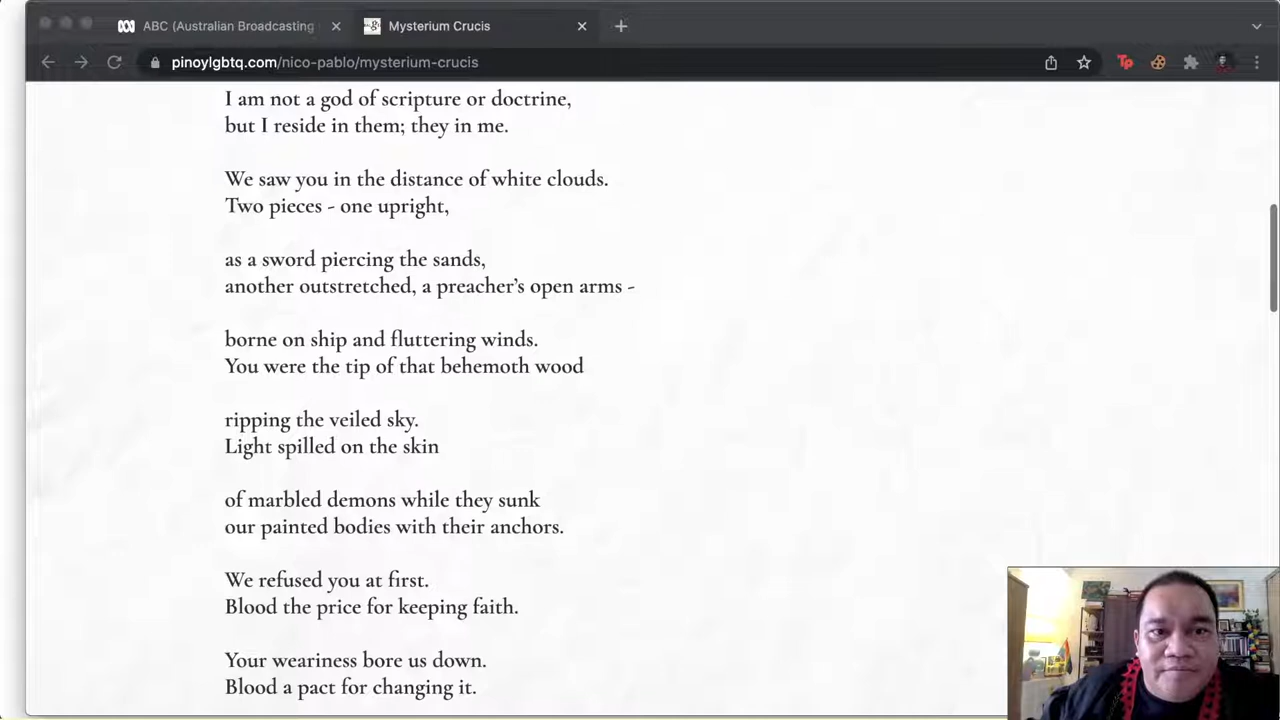 ABC (Australian Broadcasting
Mysterium Crucis
pinoylgbtq.com/nico-pablo/mysterium-crucis
I am not a god of scripture or doctrine,
but I reside in them; they in me.
We saw you in the distance of white clouds.
Two pieces - one upright,
as a sword piercing the sands,
another outstretched, a preacher's open arms -
borne on ship and fluttering winds.
You were the tip of that behemoth wood
ripping the veiled sky.
Light spilled on the skin
of marbled demons while they sunk
our painted bodies with their anchors.
We refused you at first.
Blood the price for keeping faith.
Your weariness bore us down.
Blood a pact for changing it.